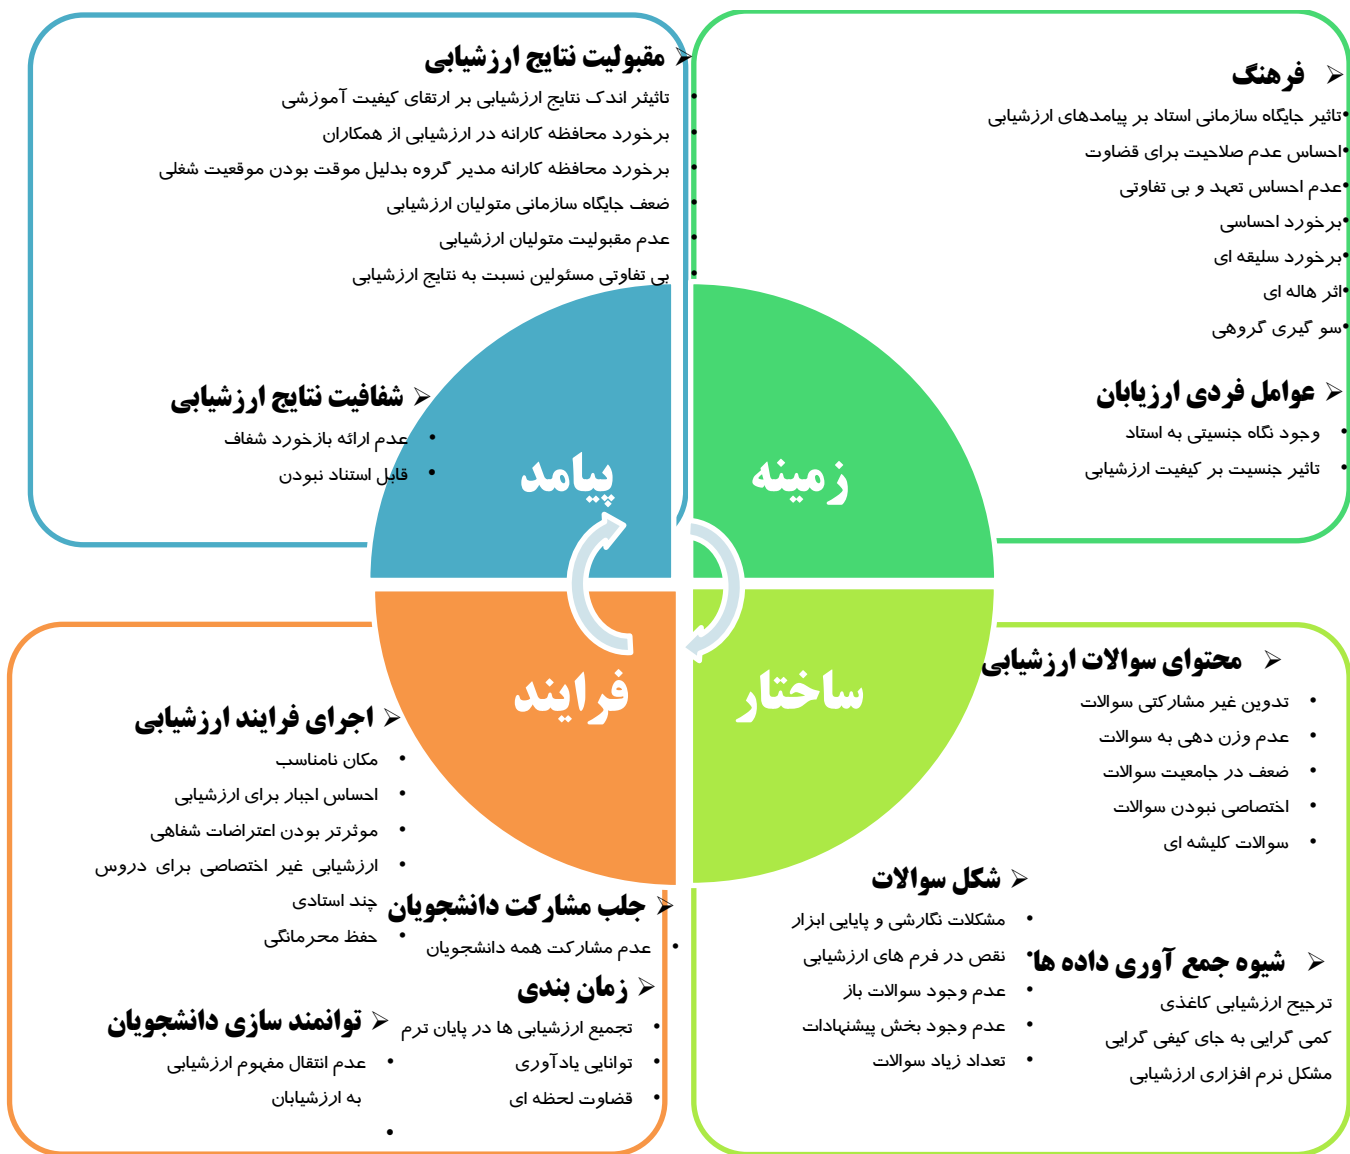 فرهنگ
تاثیر جایگاه سازمانی استاد بر پیامدهای ارزشیابی
احساس عدم صلاحیت برای قضاوت
عدم احساس تعهد و بی تفاوتی
برخورد احساسی
برخورد سلیقه ای
اثر هاله ای
سو گیری گروهی
عوامل فردی ارزیابان
وجود نگاه جنسیتی به استاد
تاثیر جنسیت بر کیفیت ارزشیابی
زمینه
مقبولیت نتایج ارزشیابی
تاثیثر اندک نتایج ارزشیابی بر ارتقای کیفیت آموزشی
برخورد محافظه کارانه در ارزشیابی از همکاران
برخورد محافظه کارانه مدیر گروه بدلیل موقت بودن موقعیت شغلی
ضعف جایگاه سازمانی متولیان ارزشیابی
عدم مقبولیت متولیان ارزشیابی
بی تفاوتی مسئولین نسبت به نتایج ارزشیابی
شفافیت نتایج ارزشیابی
عدم ارائه بازخورد شفاف
قابل استناد نبودن
پیامد
ساختار
محتوای سوالات ارزشیابی
تدوین غیر مشارکتی سوالات
عدم وزن دهی به سوالات
ضعف در جامعیت سوالات
اختصاصی نبودن سوالات
سوالات کلیشه ای
شکل سوالات
مشکلات نگارشی و پایایی ابزار
نقص در فرم های ارزشیابی
عدم وجود سوالات باز
عدم وجود بخش پیشنهادات
تعداد زیاد سوالات
شیوه جمع آوری داده ها
ترجیح ارزشیابی کاغذی
کمی گرایی به جای کیفی گرایی
مشکل نرم افزاری ارزشیابی
فرایند
اجرای فرایند ارزشیابی
مکان نامناسب
احساس اجبار برای ارزشیابی
موثرتر بودن اعتراضات شفاهی
ارزشیابی غیر اختصاصی برای دروس
چند استادی
حفظ محرمانگی
جلب مشارکت دانشجویان
عدم مشارکت همه دانشجویان
زمان بندی
تجمیع ارزشیابی ها در پایان ترم
توانایی یادآوری
قضاوت لحظه ای
توانمند سازی دانشجویان
عدم انتقال مفهوم ارزشیابی
به ارزشیابان